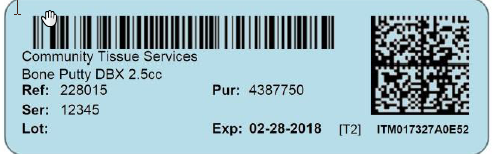 Community Tissue Services
Bone Putty DBX 2.5cc
Ref: 228015 Pur: 4387750
Ser: 12345
Lot: Exp: 02-28-2018 [T2] ITM017327A0E52